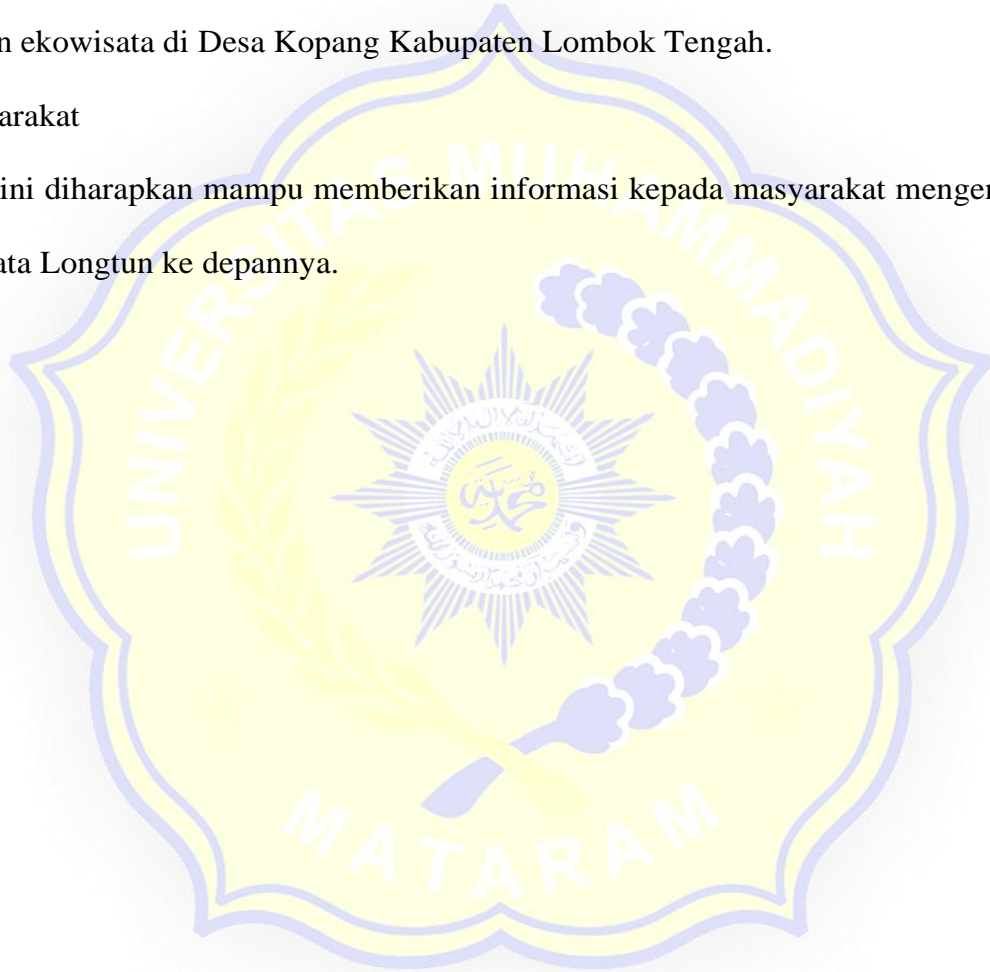 n ekowisata di Desa Kopang Kabupaten Lombok Tengah.
arakat
ini diharapkan mampu memberikan informasi kepada masyarakat mengen
ata Longtun ke depannya.
UNIVERSITAS MUHAMMADIYAH
MATARAM